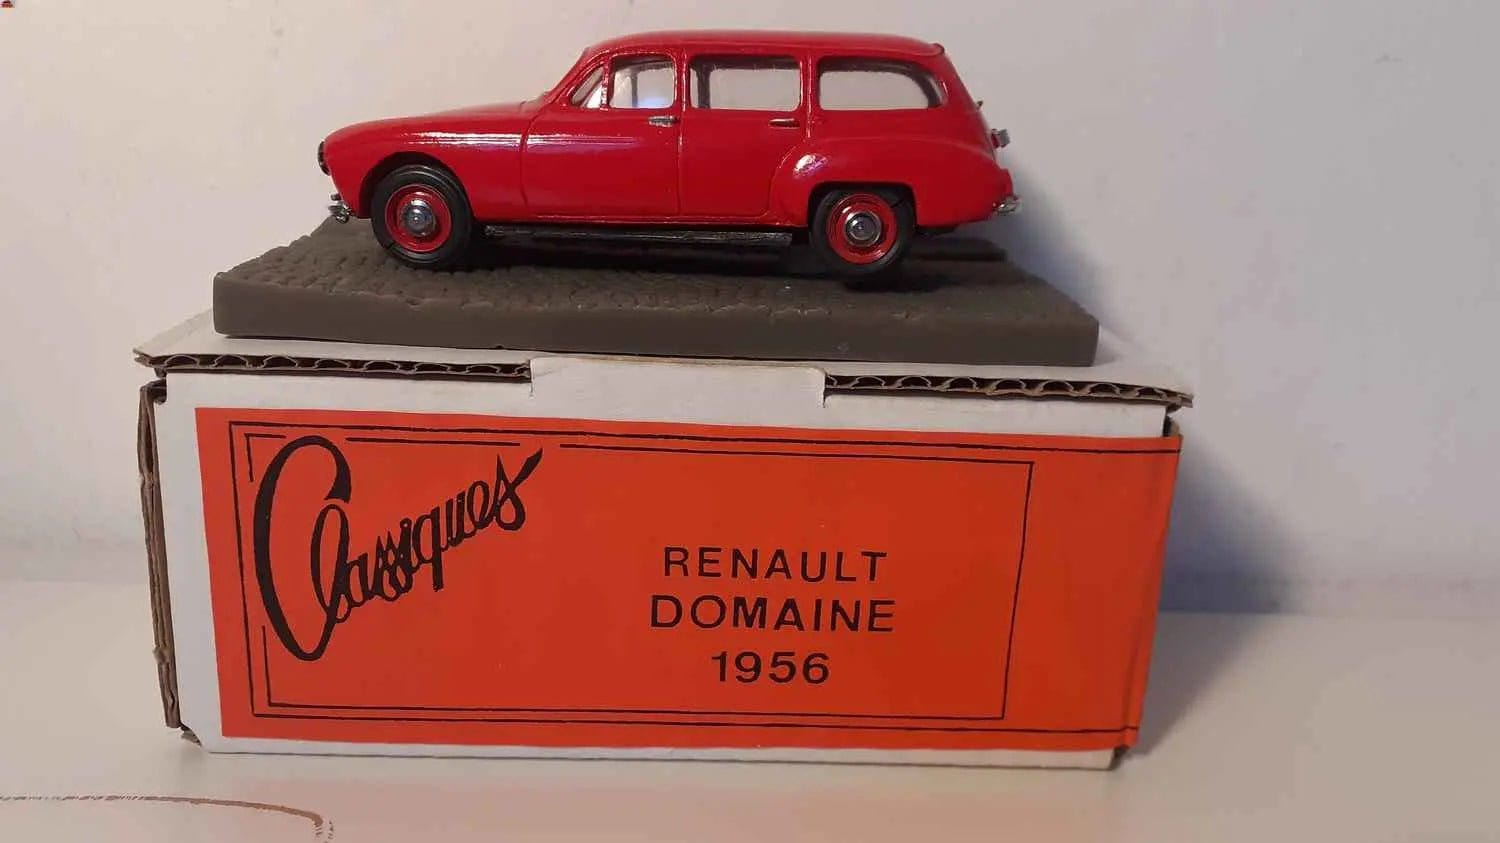 Classiques
RENAULT
DOMAINE
1956